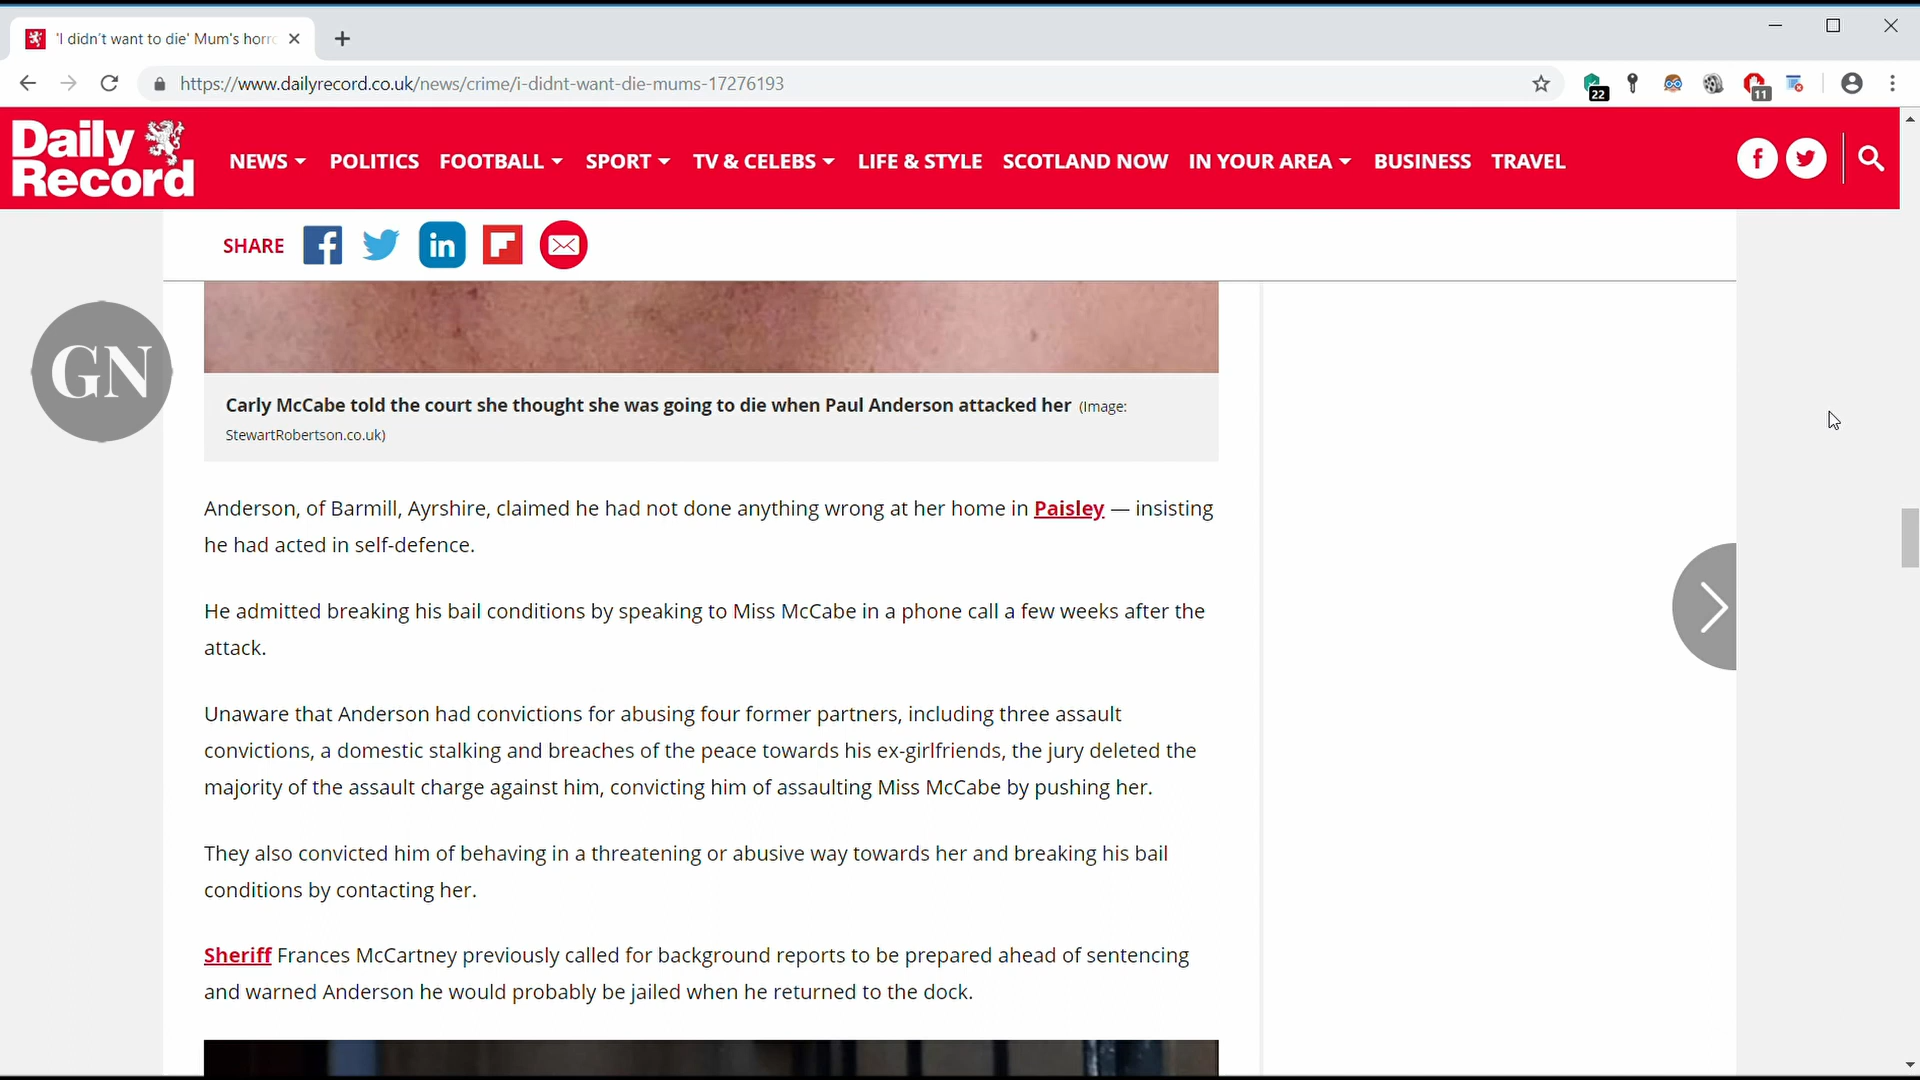 'I didn't want to die' Mum's horr
https://www.dailyrecord.co.uk/news/crime/i-didnt-want-die-mums-17276193
22
11
Daily
Record
NEWS POLITICS FOOTBALL SPORT TV & CELEBS LIFE & STYLE SCOTLAND NOW IN YOUR AREA BUSINESS TRAVEL
SHARE
GN
Carly McCabe told the court she thought she was going to die when Paul Anderson attacked her (Image:
StewartRobertson.co.uk)
Anderson, of Barmill, Ayrshire, claimed he had not done anything wrong at her home in Paisley — insisting
he had acted in self-defence.
He admitted breaking his bail conditions by speaking to Miss McCabe in a phone call a few weeks after the
attack.
Unaware that Anderson had convictions for abusing four former partners, including three assault
convictions, a domestic stalking and breaches of the peace towards his ex-girlfriends, the jury deleted the
majority of the assault charge against him, convicting him of assaulting Miss McCabe by pushing her.
They also convicted him of behaving in a threatening or abusive way towards her and breaking his bail
conditions by contacting her.
Sheriff Frances McCartney previously called for background reports to be prepared ahead of sentencing
and warned Anderson he would probably be jailed when he returned to the dock.